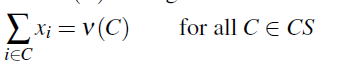 ∑_{i∈C} x_i = ν(C) for all C ∈ CS